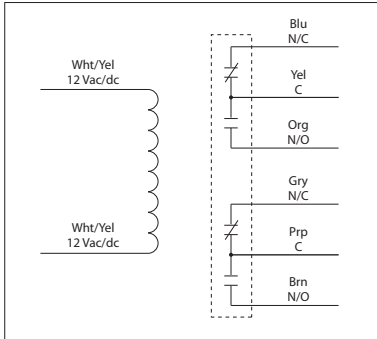 Wht/Yel
12 Vac/dc
Wht/Yel
12 Vac/dc
Blu
N/C
Yel
C
Org
N/O
Gry
N/C
Prp
C
Brn
N/O